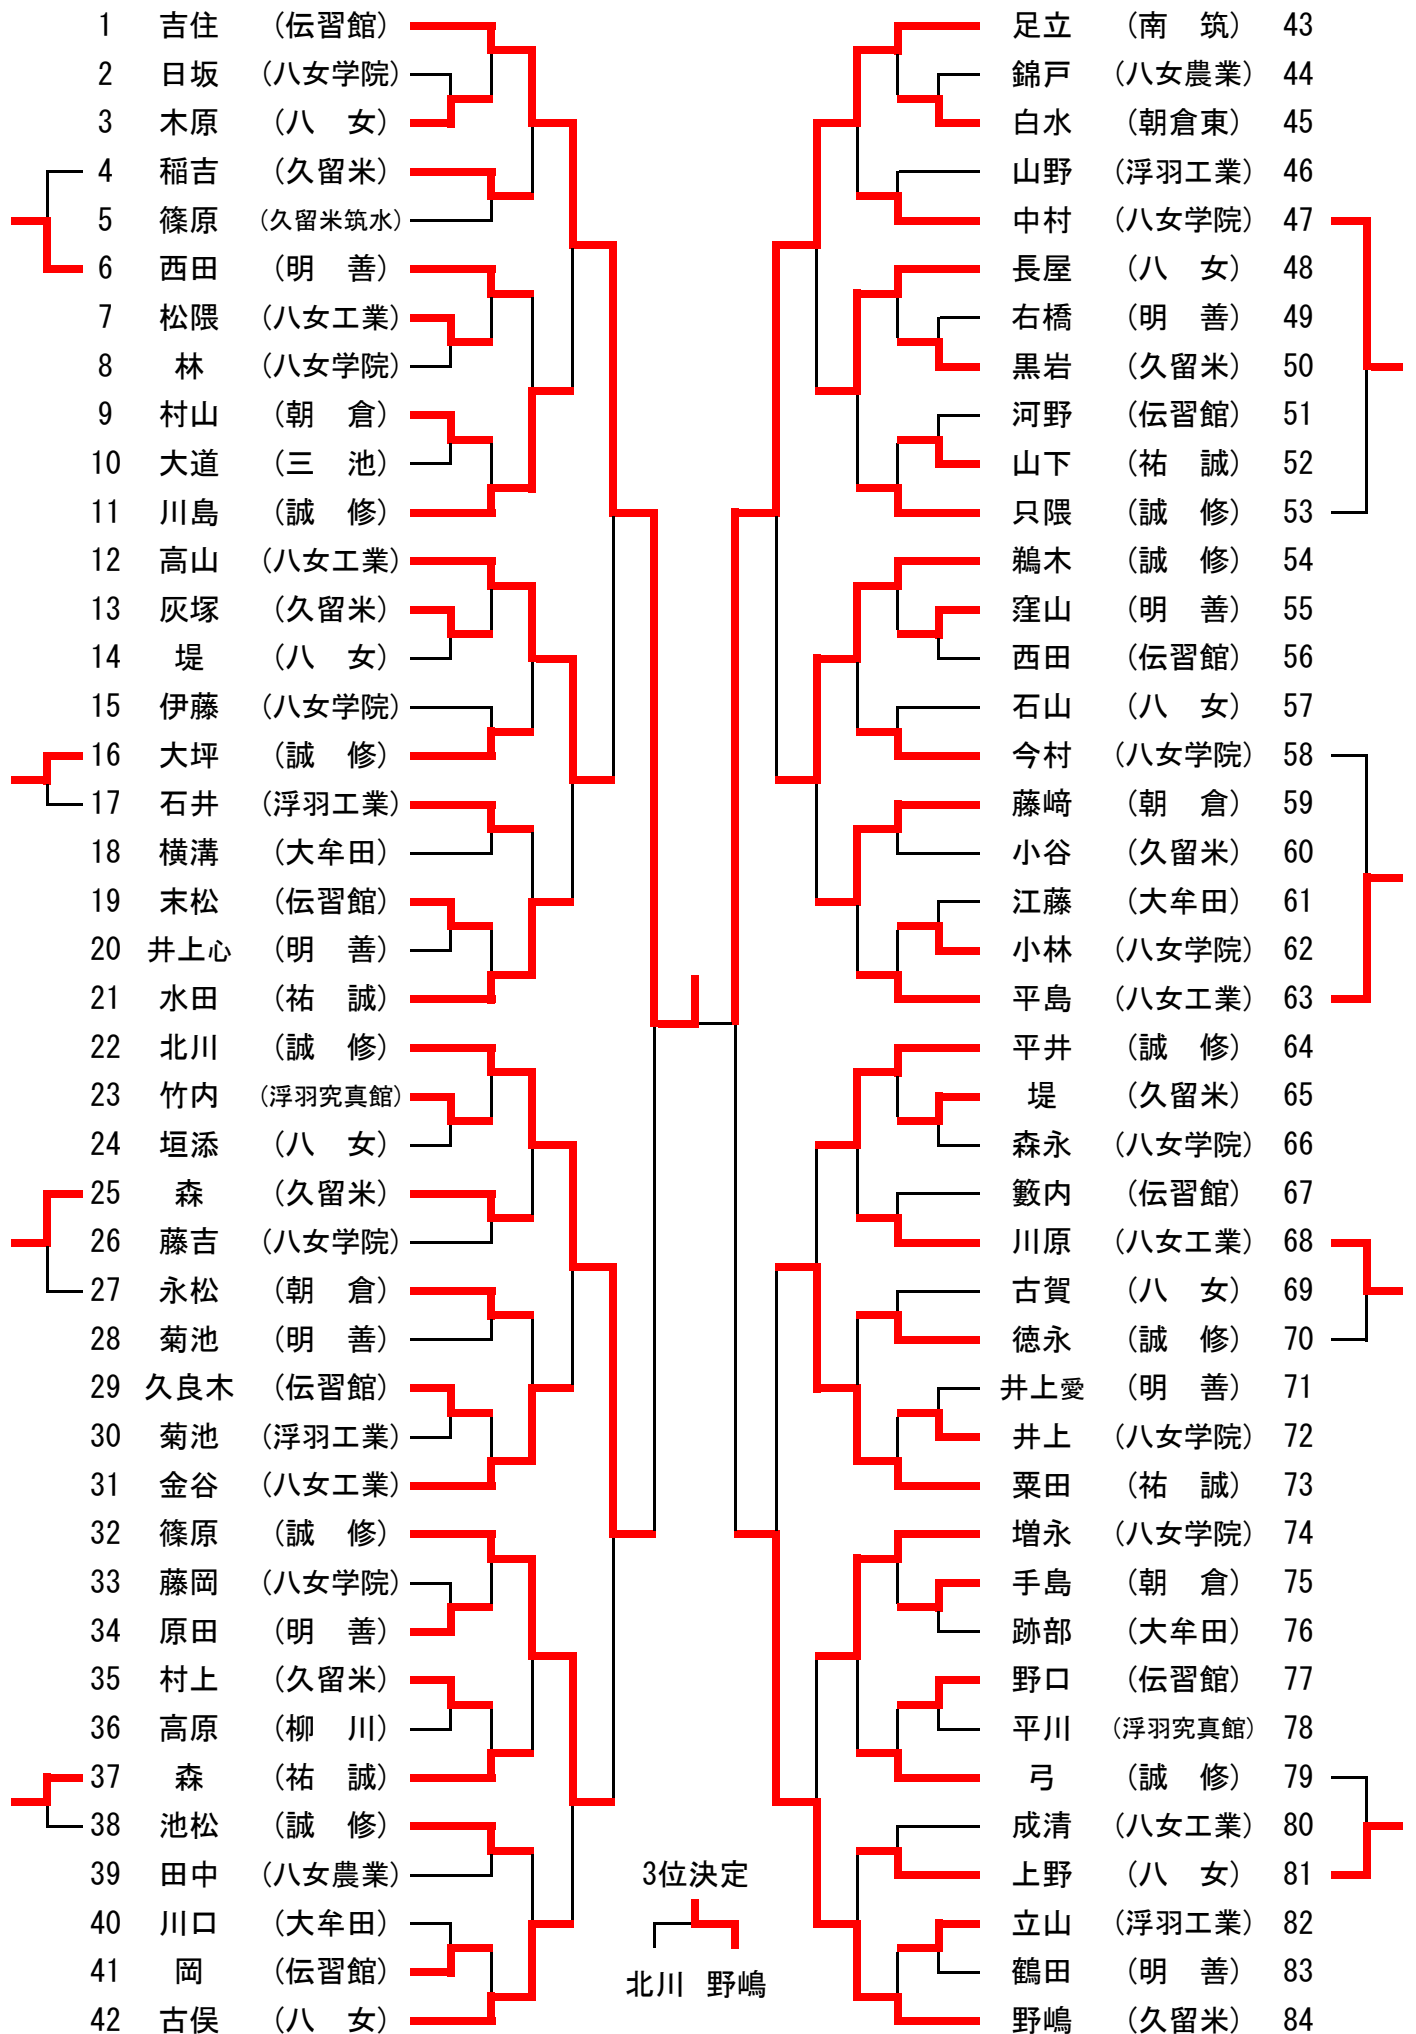 1 吉住 (伝習館)
2 日坂 (八女学院)
3 木原 (八　女)
4 稲吉 (久留米)
5 篠原 (久留米筑水)
6 西田 (明　善)
7 松隈 (八女工業)
8 林 (八女学院)
9 村山 (朝　倉)
10 大道 (三　池)
11 川島 (誠　修)
12 高山 (八女工業)
13 灰塚 (久留米)
14 堤 (八　女)
15 伊藤 (八女学院)
16 大坪 (誠　修)
17 石井 (浮羽工業)
18 横溝 (大牟田)
19 末松 (伝習館)
20 井上心 (明　善)
21 水田 (祐　誠)
22 北川 (誠　修)
23 竹内 (浮羽究真館)
24 垣添 (八　女)
25 森 (久留米)
26 藤吉 (八女学院)
27 永松 (朝　倉)
28 菊池 (明　善)
29 久良木 (伝習館)
30 菊池 (浮羽工業)
31 金谷 (八女工業)
32 篠原 (誠　修)
33 藤岡 (八女学院)
34 原田 (明　善)
35 村上 (久留米)
36 高原 (柳　川)
37 森 (祐　誠)
38 池松 (誠　修)
39 田中 (八女農業)
40 川口 (大牟田)
41 岡 (伝習館)
42 古俣 (八　女)
3位決定
北川 野嶋
足立 (南　筑) 43
錦戸 (八女農業) 44
白水 (朝倉東) 45
山野 (浮羽工業) 46
中村 (八女学院) 47
長屋 (八　女) 48
右橋 (明　善) 49
黒岩 (久留米) 50
河野 (伝習館) 51
山下 (祐　誠) 52
只隈 (誠　修) 53
鵜木 (誠　修) 54
窪山 (明　善) 55
西田 (伝習館) 56
石山 (八　女) 57
今村 (八女学院) 58
藤﨑 (朝　倉) 59
小谷 (久留米) 60
江藤 (大牟田) 61
小林 (八女学院) 62
平島 (八女工業) 63
平井 (誠　修) 64
堤 (久留米) 65
森永 (八女学院) 66
籔内 (伝習館) 67
川原 (八女工業) 68
古賀 (八　女) 69
徳永 (誠　修) 70
井上愛 (明　善) 71
井上 (八女学院) 72
粟田 (祐　誠) 73
増永 (八女学院) 74
手島 (朝　倉) 75
跡部 (大牟田) 76
野口 (伝習館) 77
平川 (浮羽究真館) 78
弓 (誠　修) 79
成清 (八女工業) 80
上野 (八　女) 81
立山 (浮羽工業) 82
鶴田 (明　善) 83
野嶋 (久留米) 84